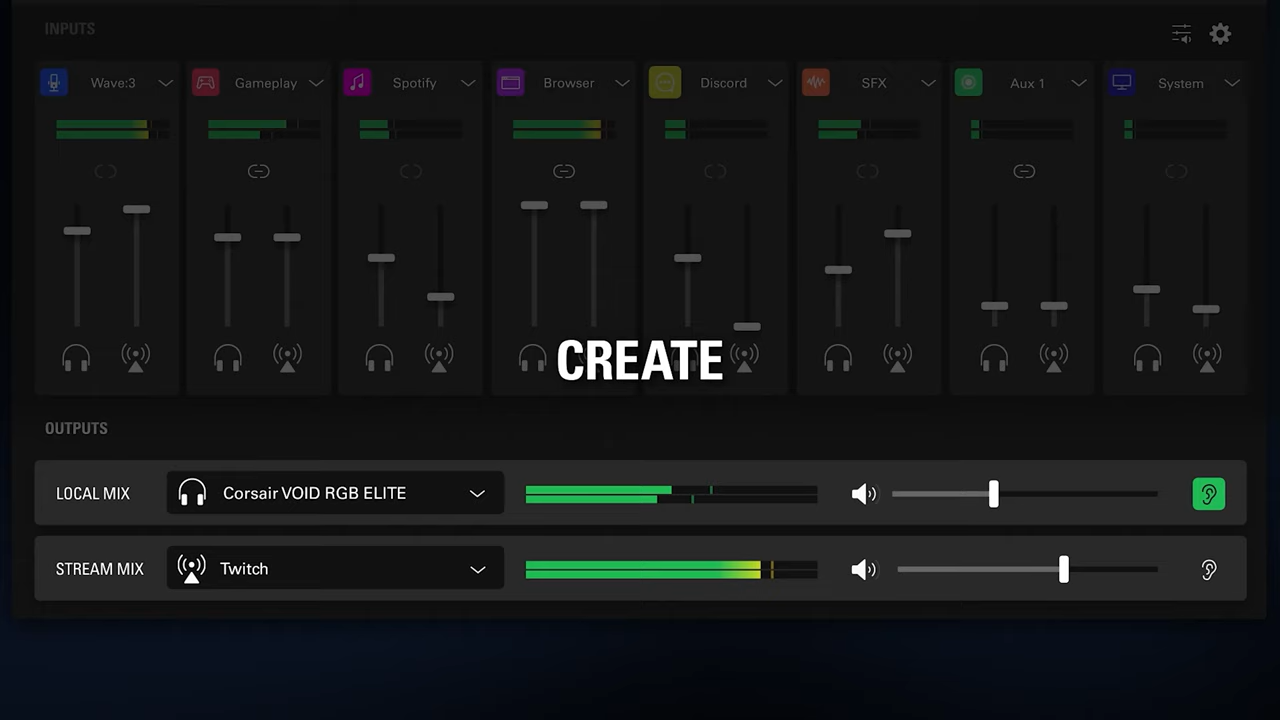 INPUTS
Wave:3 Gameplay Spotify Browser Discord SFX Aux 1 System
CREATE
OUTPUTS
LOCAL MIX Corsair VOID RGB ELITE
STREAM MIX Twitch